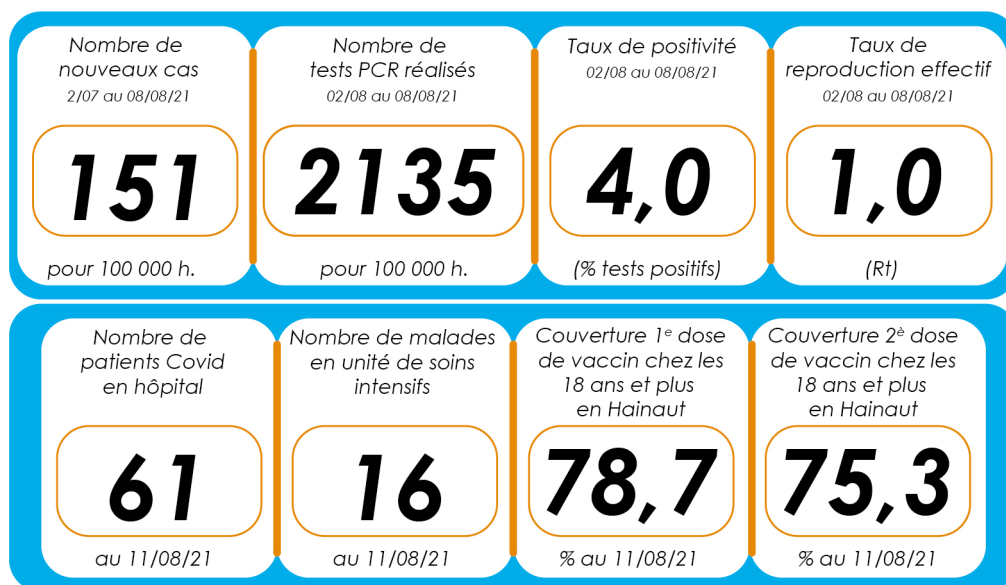 Nombre de
nouveaux cas
2/07 au 08/08/21
151
pour 100 000 h.
Nombre de
tests PCR réalisés
02/08 au 08/08/21
2135
pour 100 000 h.
Taux de positivité
02/08 au 08/08/21
4,0
(% tests positifs)
Taux de
reproduction effectif
02/08 au 08/08/21
1,0
(Rt)
Nombre de
patients Covid
en hôpital
61
au 11/08/21
Nombre de malades
en unité de soins
intensifs
16
au 11/08/21
Couverture 1e dose
de vaccin chez les
18 ans et plus
en Hainaut
78,7
% au 11/08/21
Couverture 2è dose
de vaccin chez les
18 ans et plus
en Hainaut
75,3
% au 11/08/21